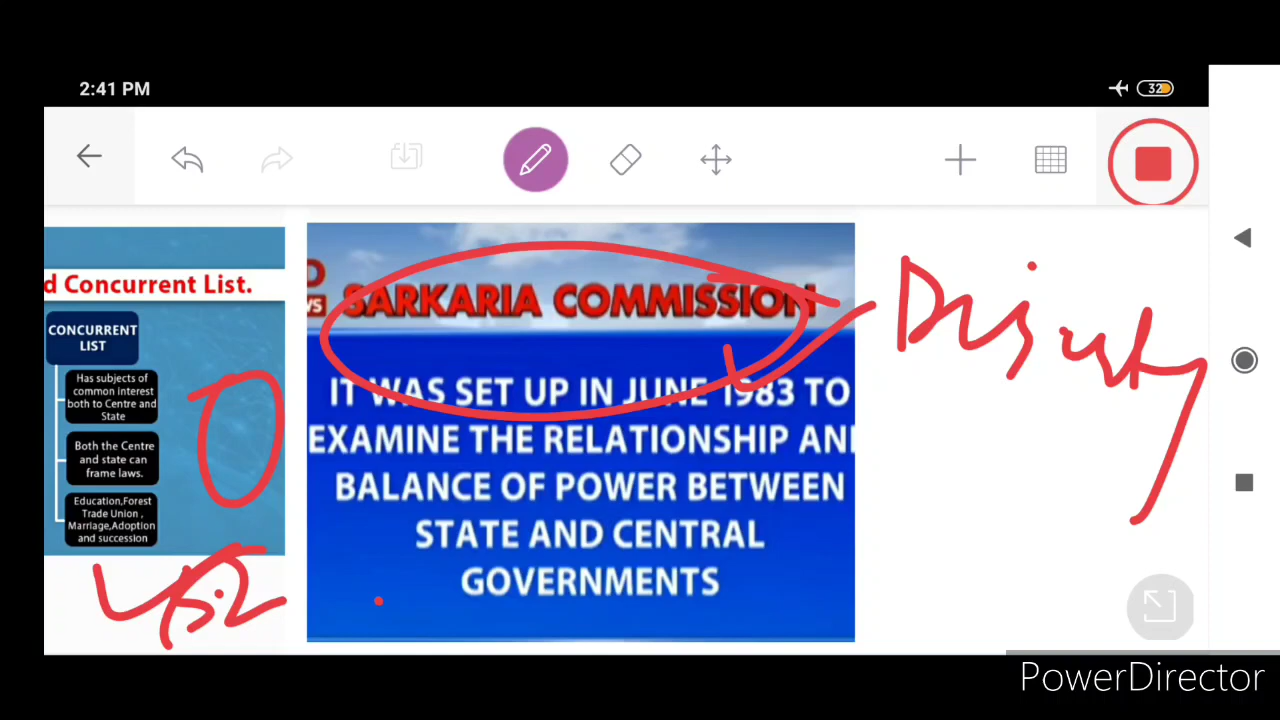 2:41 PM
32
d Concurrent List.
CONCURRENT
LIST
Has subjects of
common interest
both to Centre and
State
Both the Centre
and state can
frame laws.
Education,Forest
Trade Union ,
Marriage,Adoption
and succession
SARKARIA COMMISSION
IT WAS SET UP IN JUNE 1983 TO
EXAMINE THE RELATIONSHIP AN
BALANCE OF POWER BETWEEN
STATE AND CENTRAL
GOVERNMENTS
PowerDirector